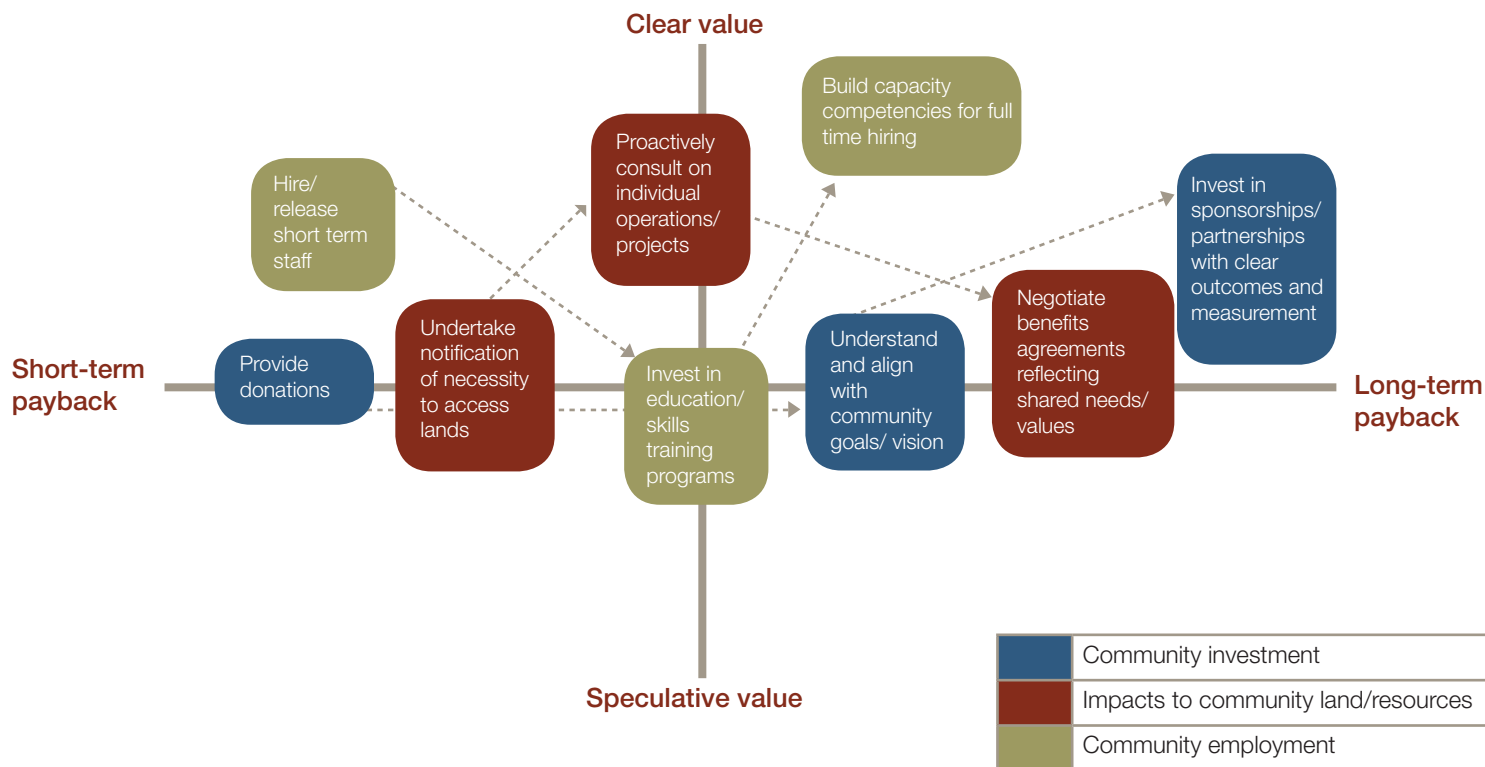 Clear value
Build capacity
competencies for full
time hiring
Proactively
consult on
individual
operations/
projects
Hire/
release
short term
staff
Invest in
sponsorships/
partnerships
with clear
outcomes and
measurement
Negotiate
benefits
agreements
reflecting
shared needs/
values
Undertake
notification
of necessity
to access
lands
Understand
and align
with
community
goals/ vision
Provide
donations
Invest in
education/
skills
training
programs
Short-term
payback
Long-term
payback
Speculative value
Community investment
Impacts to community land/resources
Community employment